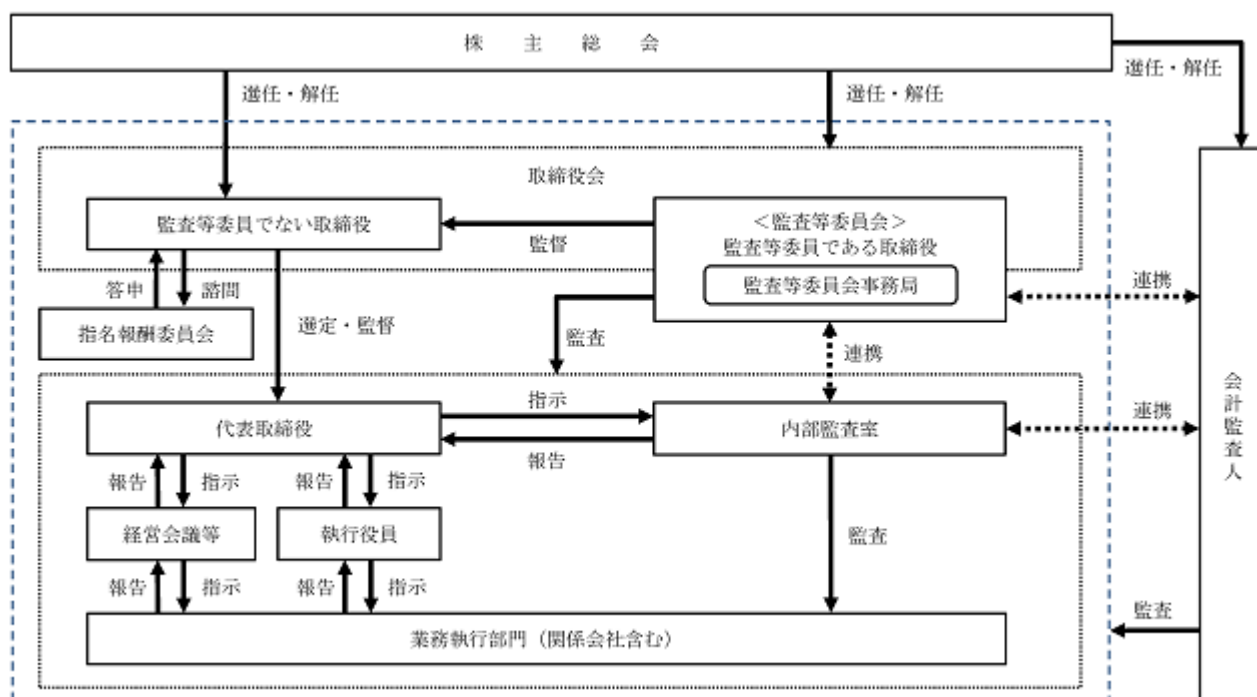 株主総会
選任・解任
選任・解任
選任・解任
取締役会
監査等委員でない取締役
監督
＜監査等委員会＞
監査等委員である取締役
監査等委員会事務局
答申
諮問
指名報酬委員会
選定・監督
監査
連携
連携
会計監査人
代表取締役
指示
報告
内部監査室
連携
報告
指示
報告
指示
経営会議等
執行役員
監査
報告
指示
報告
指示
業務執行部門（関係会社含む）
監査